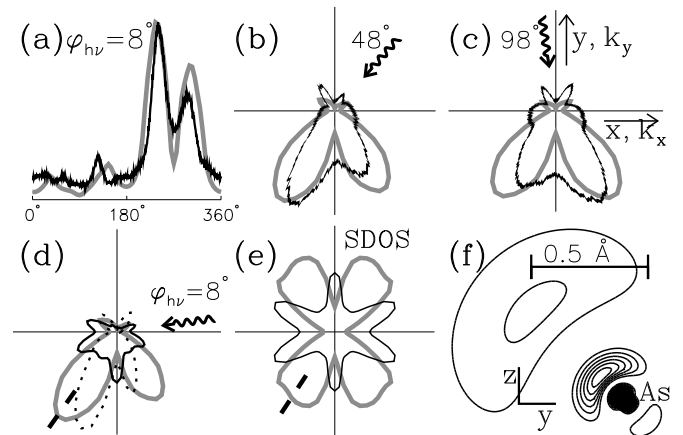 (a) φhν=8°
0° 180° 360°
(b) 48°
(c) 98° y, ky
x, kx
(d) φhν=8°
(e) SDOS
(f) 0.5 Å
z
y
As